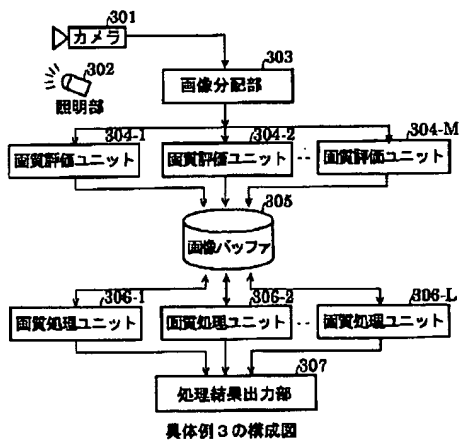 301
カメラ
302
照明部
303
画像分配部
304-1
304-2
304-M
画質評価ユニット
画質評価ユニット
画質評価ユニット
305
画像バッファ
306-1
306-2
306-L
画質処理ユニット
画質処理ユニット
画質処理ユニット
307
処理結果出力部
具体例3の構成図